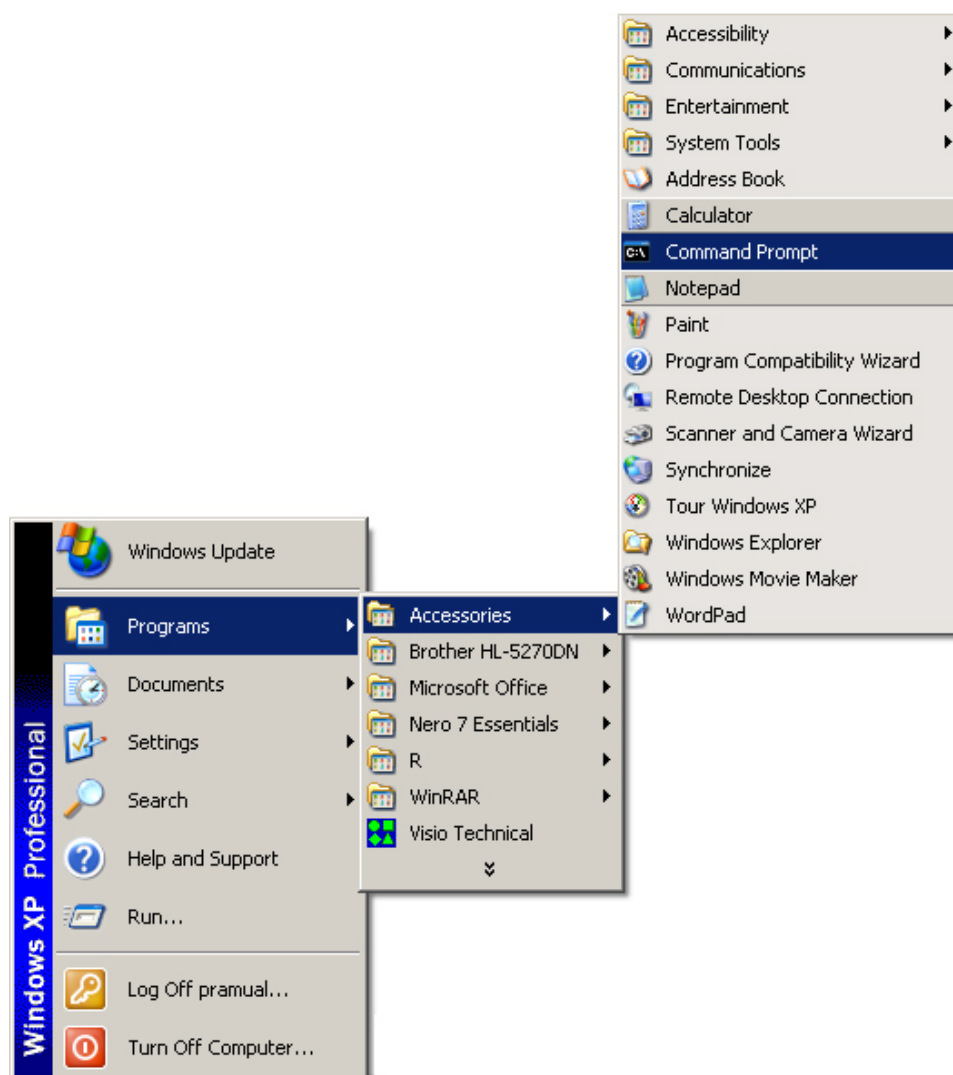 Accessibility
Communications
Entertainment
System Tools
Address Book
Calculator
C:\ Command Prompt
Notepad
Paint
Program Compatibility Wizard
Remote Desktop Connection
Scanner and Camera Wizard
Synchronize
Tour Windows XP
Windows Explorer
Windows Movie Maker
WordPad
Windows Update
Programs
Documents
Settings
Search
Help and Support
Run...
Log Off pramual...
Turn Off Computer...
Windows XP Professional
Accessories
Brother HL-5270DN
Microsoft Office
Nero 7 Essentials
R
WinRAR
Visio Technical